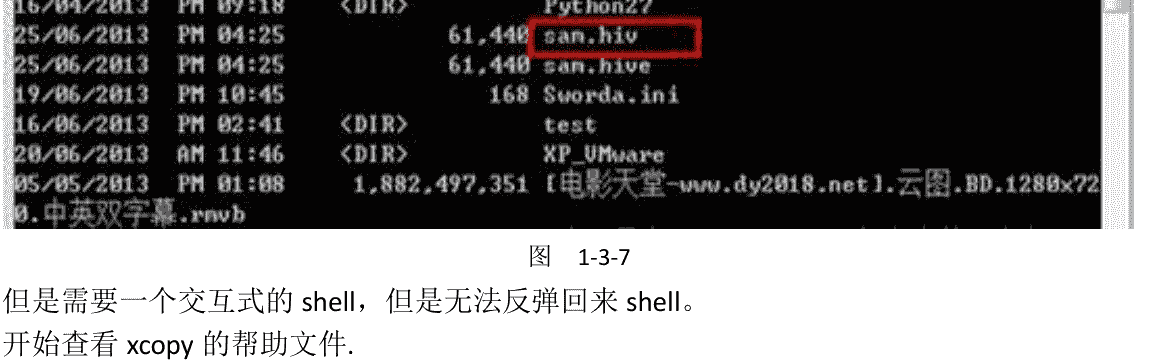 16/04/2013 PM 09:18 <DIR> Python27
25/06/2013 PM 04:25 61,440 sam.hiv
25/06/2013 PM 04:25 61,440 sam.hive
19/06/2013 PM 10:45 168 Sworda.ini
16/06/2013 PM 02:41 <DIR> test
20/06/2013 AM 11:46 <DIR> XP_VMware
05/05/2013 PM 01:08 1,882,497,351 [电影天堂-www.dy2018.net].云图.BD.1280x72
0.中英双字幕.rmvb
图 1-3-7
但是需要一个交互式的 shell，但是无法反弹回来 shell。
开始查看 xcopy 的帮助文件.